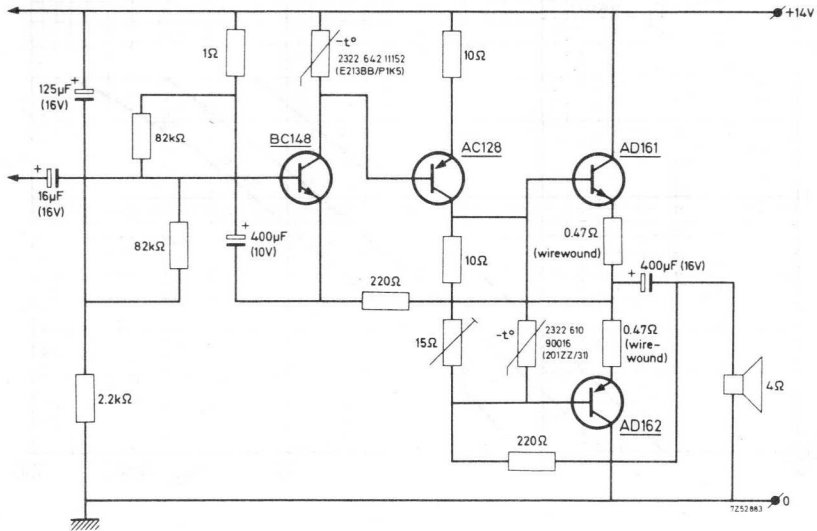 +14V
1Ω
-t°
2322 642 11152
(E213BB/P1K5)
10Ω
+
125µF
(16V)
82kΩ
BC148
AC128
AD161
+
16µF
(16V)
82kΩ
+
400µF
(10V)
0.47Ω
(wirewound)
10Ω
+
400µF (16V)
220Ω
15Ω
-t°
2322 610
90016
(201ZZ/31)
0.47Ω
(wire-
wound)
4Ω
2.2kΩ
AD162
220Ω
0
7Z52883